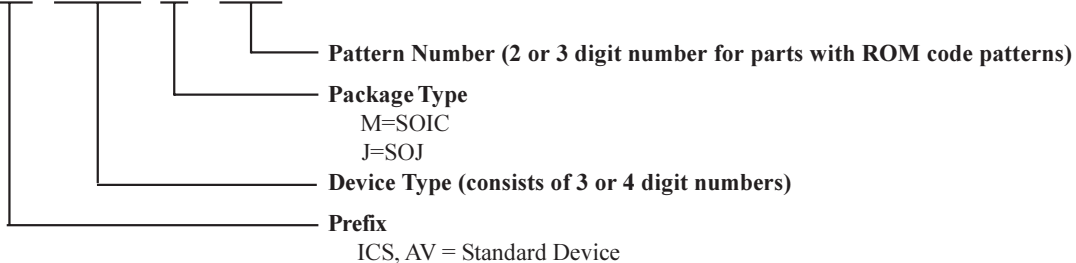 Pattern Number (2 or 3 digit number for parts with ROM code patterns)
Package Type
M=SOIC
J=SOJ
Device Type (consists of 3 or 4 digit numbers)
Prefix
ICS, AV = Standard Device